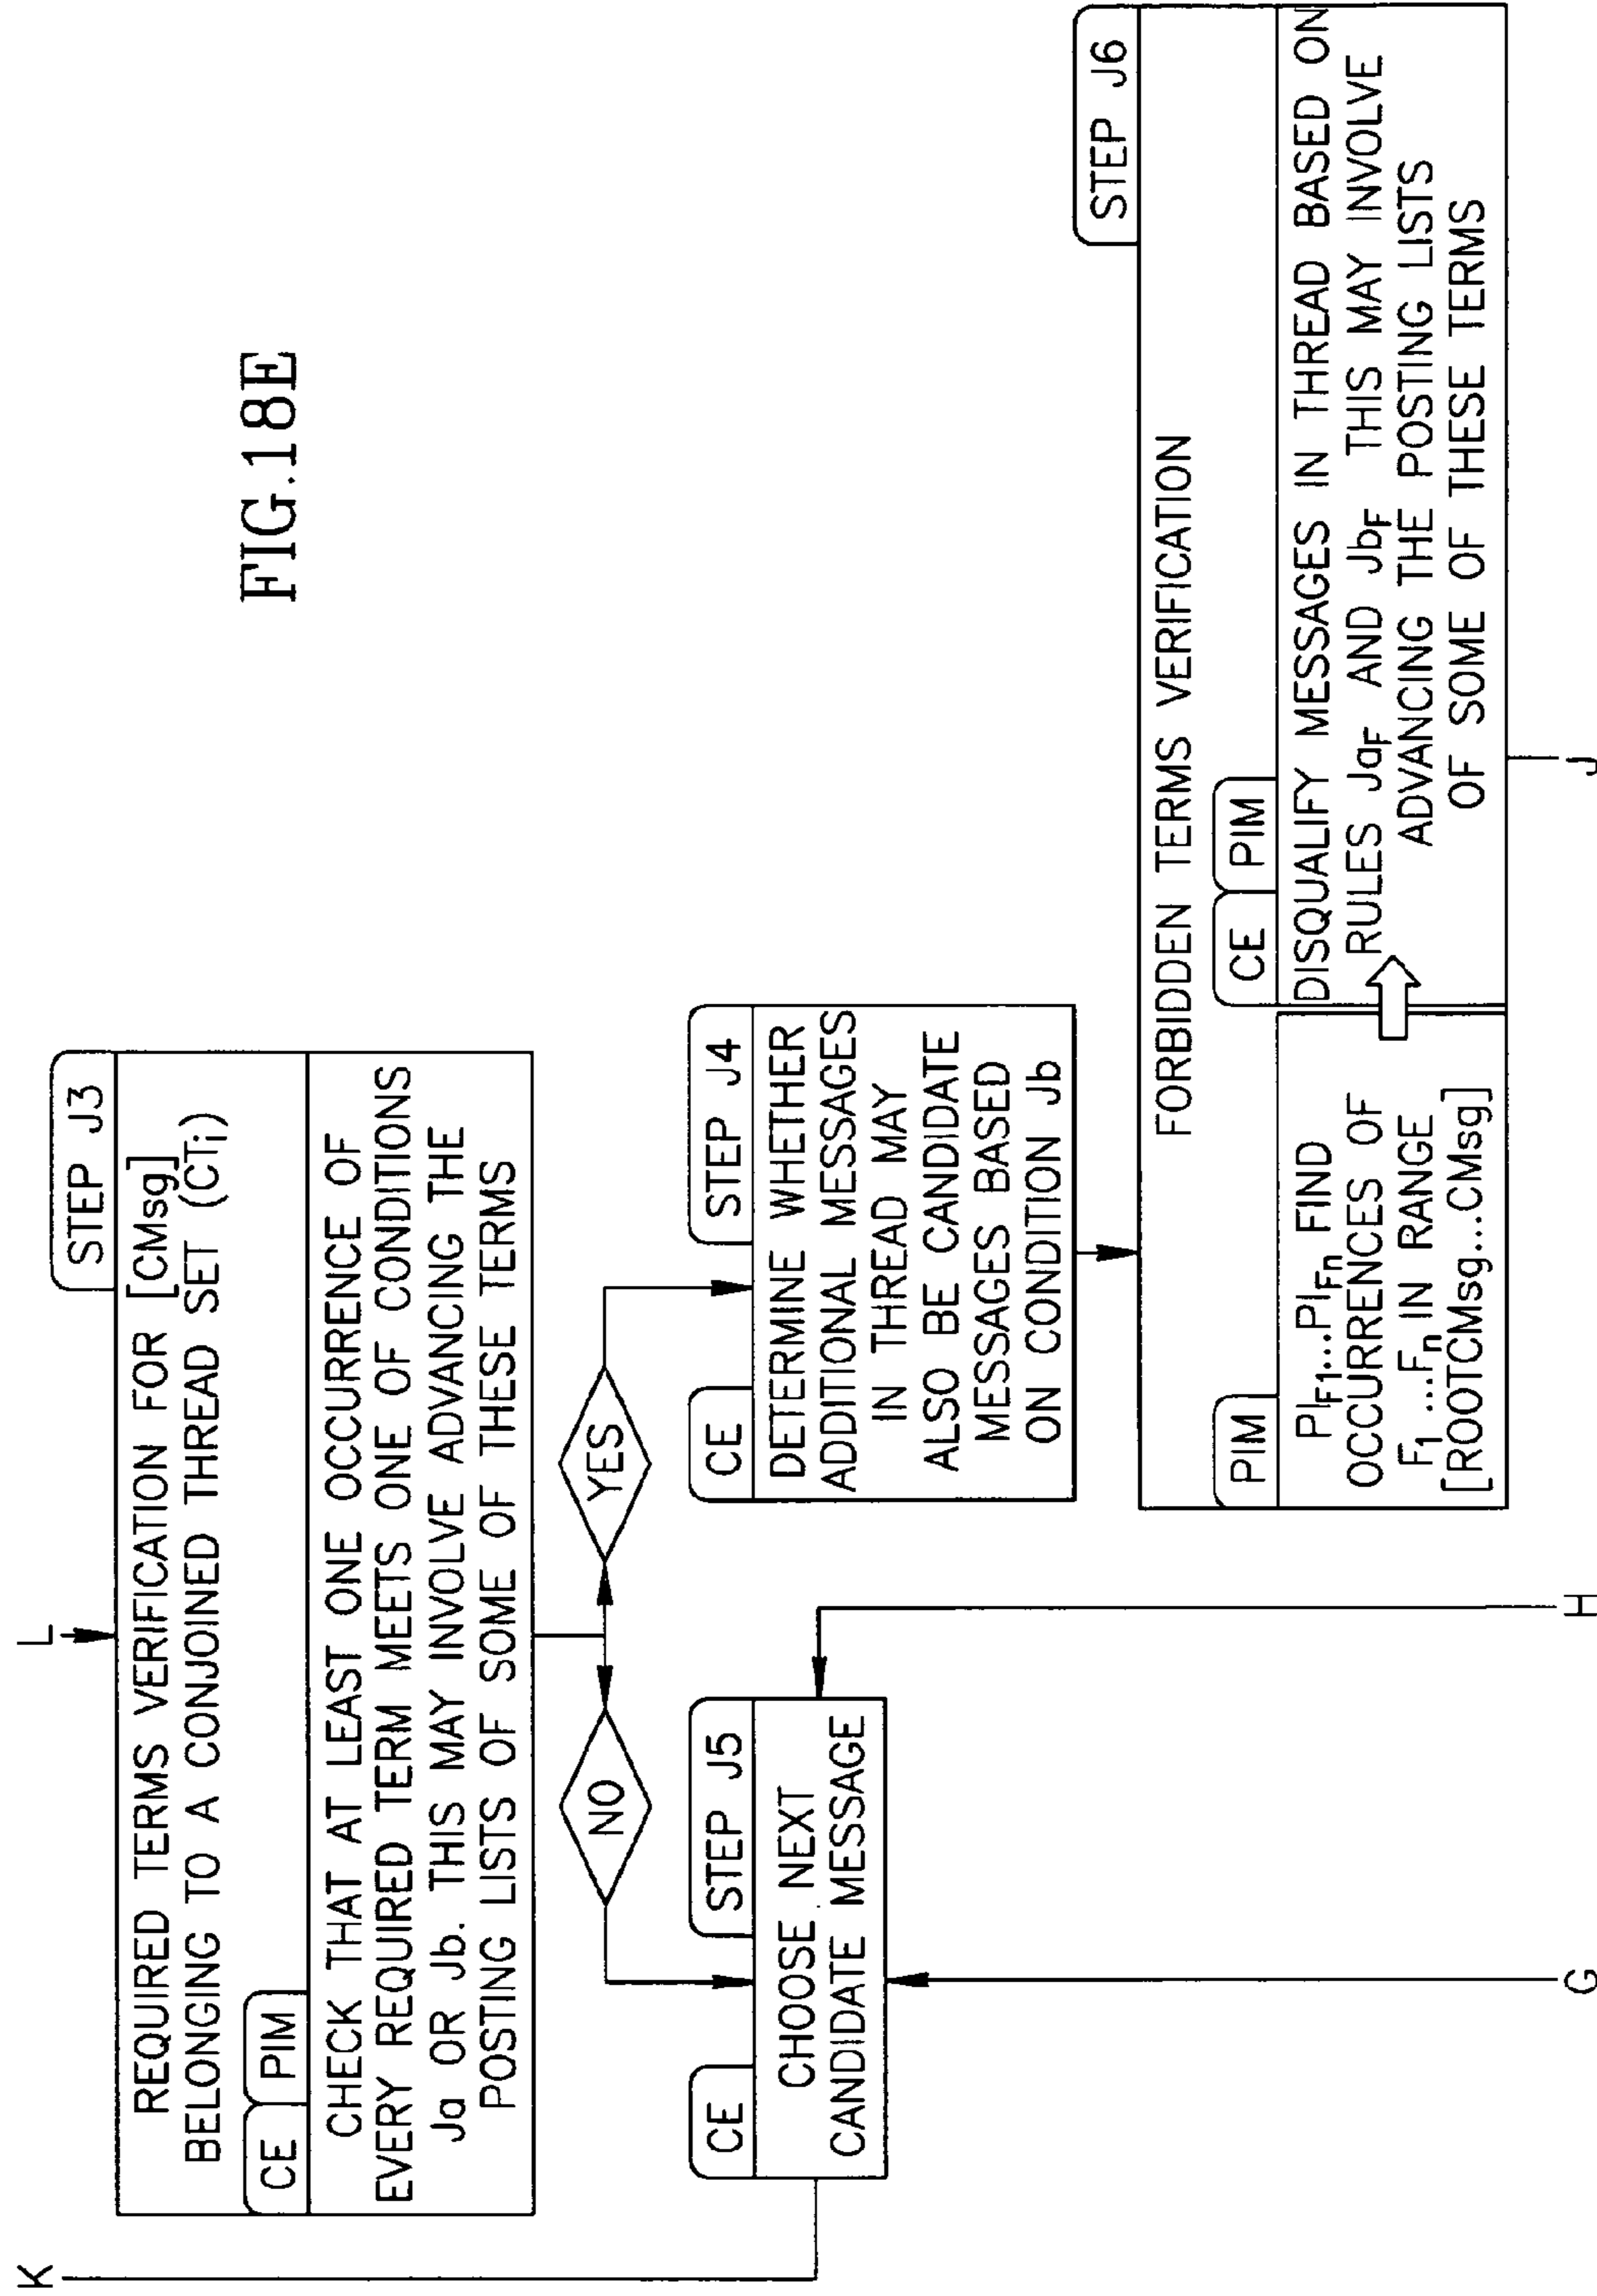 FIG.18E
K
L
STEP J3
REQUIRED TERMS VERIFICATION FOR [CMsg]
BELONGING TO A CONJOINED THREAD SET (CTi)
CE PIM
CHECK THAT AT LEAST ONE OCCURRENCE OF
EVERY REQUIRED TERM MEETS ONE OF CONDITIONS
Ja OR Jb. THIS MAY INVOLVE ADVANCING THE
POSTING LISTS OF SOME OF THESE TERMS
NO
YES
CE STEP J5
CHOOSE NEXT
CANDIDATE MESSAGE
CE STEP J4
DETERMINE WHETHER
ADDITIONAL MESSAGES
IN THREAD MAY
ALSO BE CANDIDATE
MESSAGES BASED
ON CONDITION Jb
STEP J6
FORBIDDEN TERMS VERIFICATION
PIM
PIF1...PIFn FIND
OCCURRENCES OF
F1...Fn IN RANGE
[ROOTCMsg...CMsg]
CE PIM
DISQUALIFY MESSAGES IN THREAD BASED ON
RULES JaF AND JbF THIS MAY INVOLVE
ADVANCING THE POSTING LISTS
OF SOME OF THESE TERMS
G
H
J